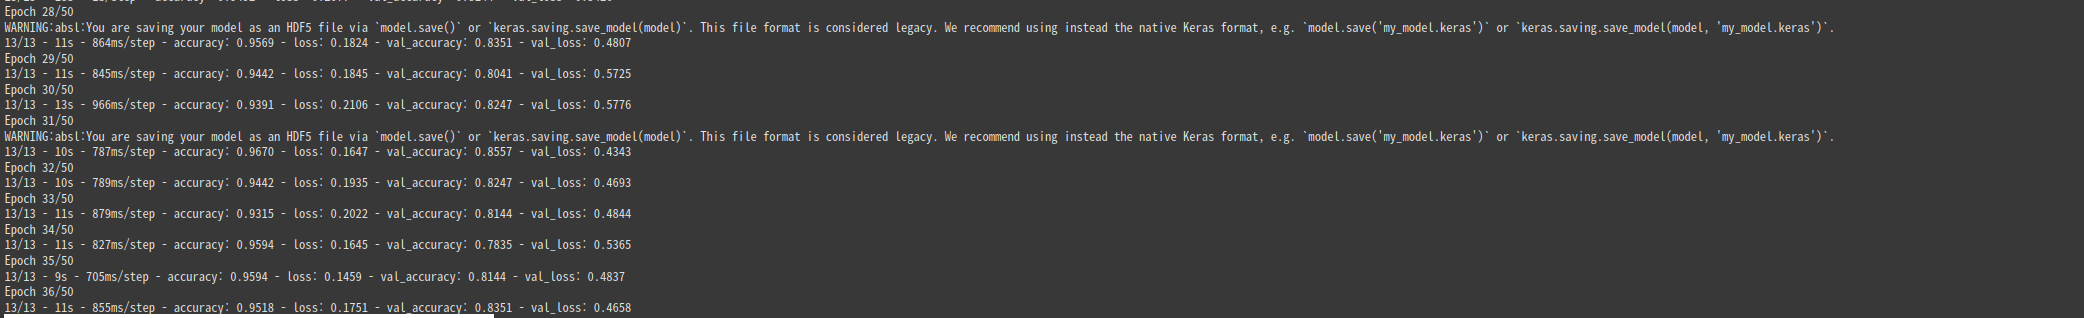 Epoch 28/50
WARNING:absl:You are saving your model as an HDF5 file via `model.save()` or `keras.saving.save_model(model)`. This file format is considered legacy. We recommend using instead the native Keras format, e.g. `model.save('my_model.keras')` or `keras.saving.save_model(model, 'my_model.keras')`.
13/13 - 11s - 864ms/step - accuracy: 0.9569 - loss: 0.1824 - val_accuracy: 0.8351 - val_loss: 0.4807
Epoch 29/50
13/13 - 11s - 845ms/step - accuracy: 0.9442 - loss: 0.1845 - val_accuracy: 0.8041 - val_loss: 0.5725
Epoch 30/50
13/13 - 13s - 966ms/step - accuracy: 0.9391 - loss: 0.2106 - val_accuracy: 0.8247 - val_loss: 0.5776
Epoch 31/50
WARNING:absl:You are saving your model as an HDF5 file via `model.save()` or `keras.saving.save_model(model)`. This file format is considered legacy. We recommend using instead the native Keras format, e.g. `model.save('my_model.keras')` or `keras.saving.save_model(model, 'my_model.keras')`.
13/13 - 10s - 787ms/step - accuracy: 0.9670 - loss: 0.1647 - val_accuracy: 0.8557 - val_loss: 0.4343
Epoch 32/50
13/13 - 10s - 789ms/step - accuracy: 0.9442 - loss: 0.1935 - val_accuracy: 0.8247 - val_loss: 0.4693
Epoch 33/50
13/13 - 11s - 879ms/step - accuracy: 0.9315 - loss: 0.2022 - val_accuracy: 0.8144 - val_loss: 0.4844
Epoch 34/50
13/13 - 11s - 827ms/step - accuracy: 0.9594 - loss: 0.1645 - val_accuracy: 0.7835 - val_loss: 0.5365
Epoch 35/50
13/13 - 9s - 705ms/step - accuracy: 0.9594 - loss: 0.1459 - val_accuracy: 0.8144 - val_loss: 0.4837
Epoch 36/50
13/13 - 11s - 855ms/step - accuracy: 0.9518 - loss: 0.1751 - val_accuracy: 0.8351 - val_loss: 0.4658